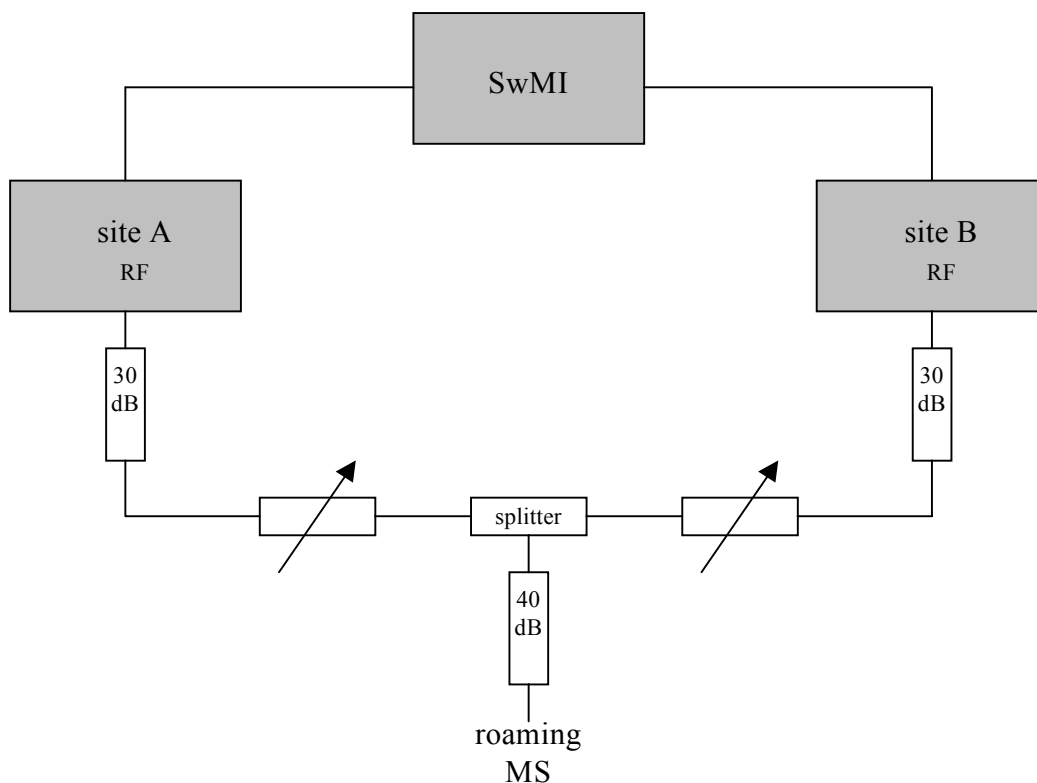 SwMI
site A
RF
site B
RF
30
dB
30
dB
splitter
40
dB
roaming
MS